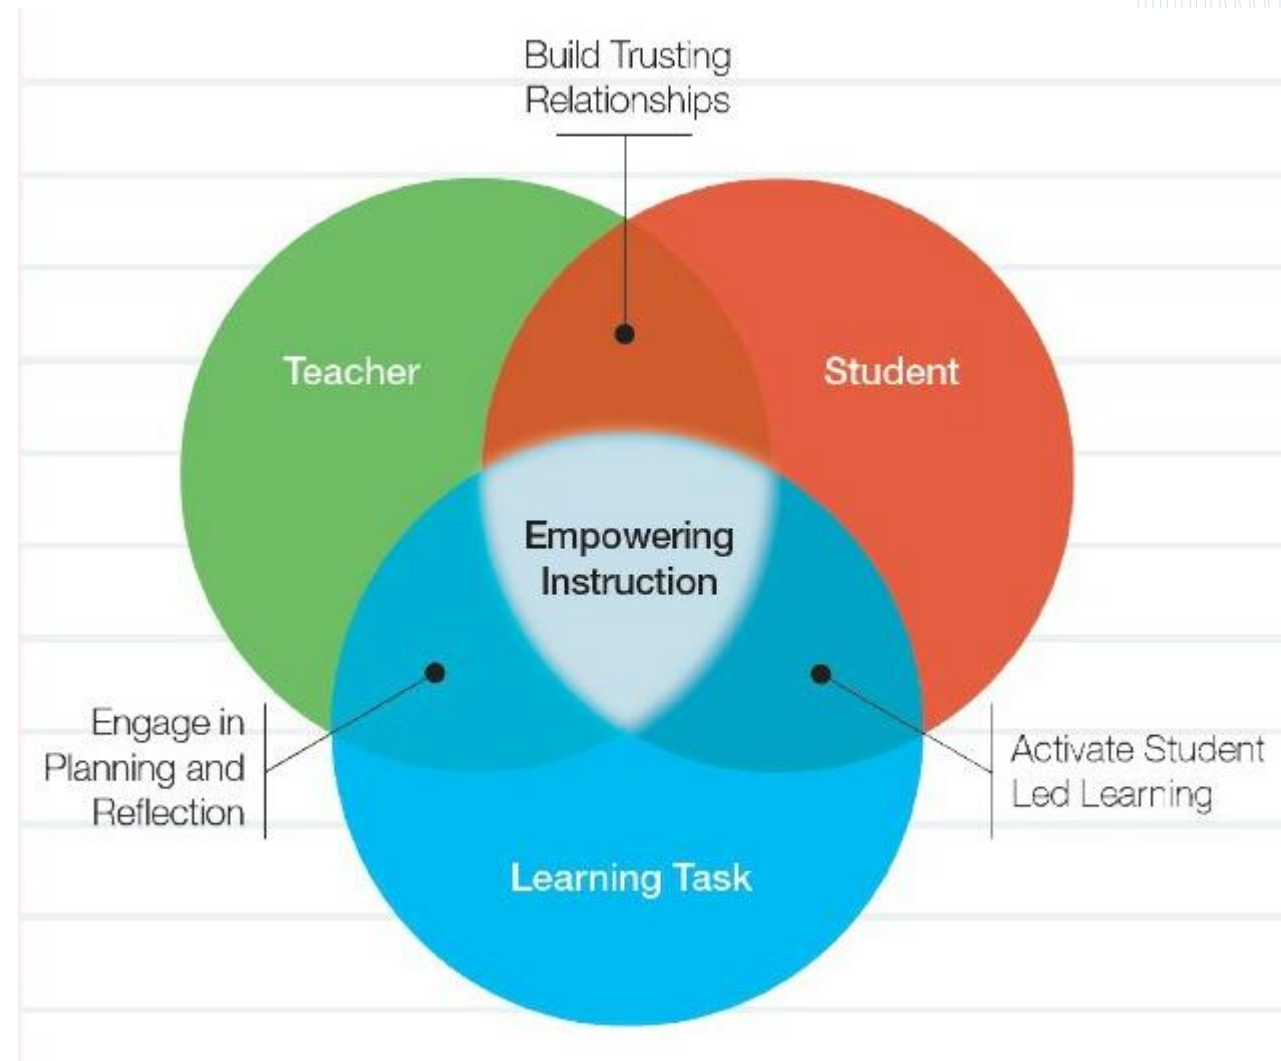 Build Trusting
Relationships
Teacher
Student
Empowering
Instruction
Engage in
Planning and
Reflection
Activate Student
Led Learning
Learning Task